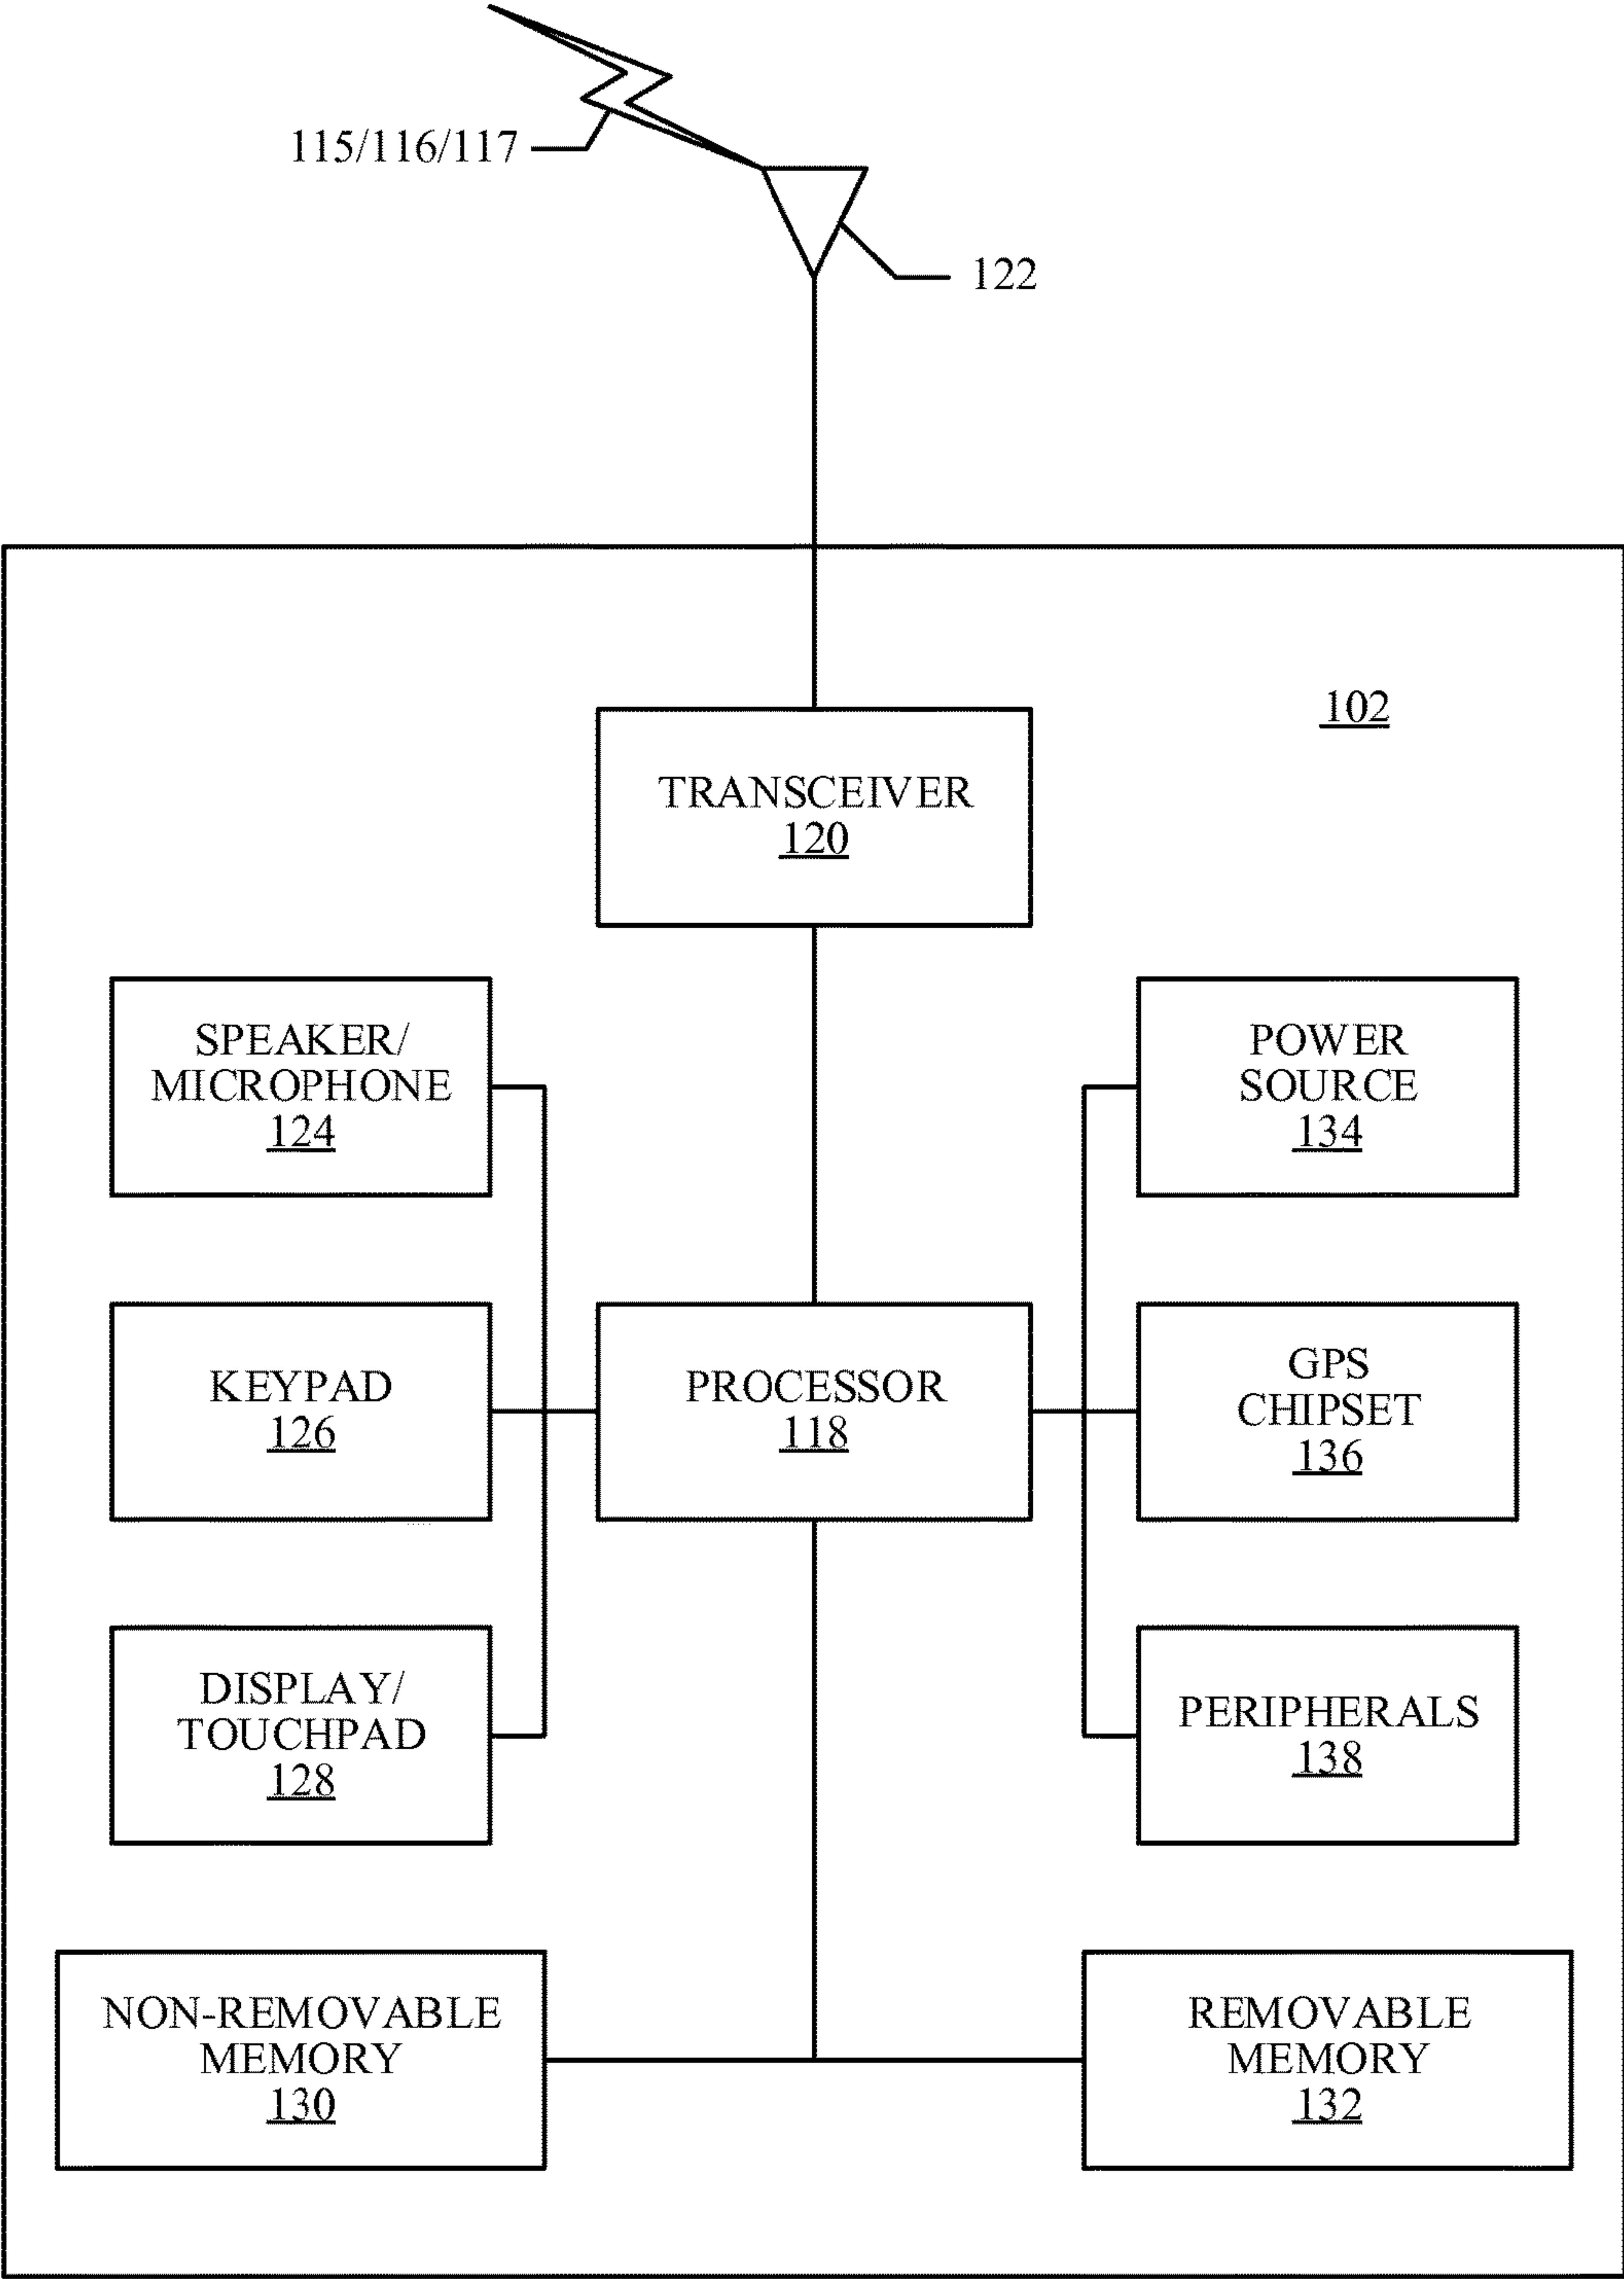 115/116/117
122
102
TRANSCEIVER
120
SPEAKER/
MICROPHONE
124
POWER
SOURCE
134
KEYPAD
126
PROCESSOR
118
GPS
CHIPSET
136
DISPLAY/
TOUCHPAD
128
PERIPHERALS
138
NON-REMOVABLE
MEMORY
130
REMOVABLE
MEMORY
132